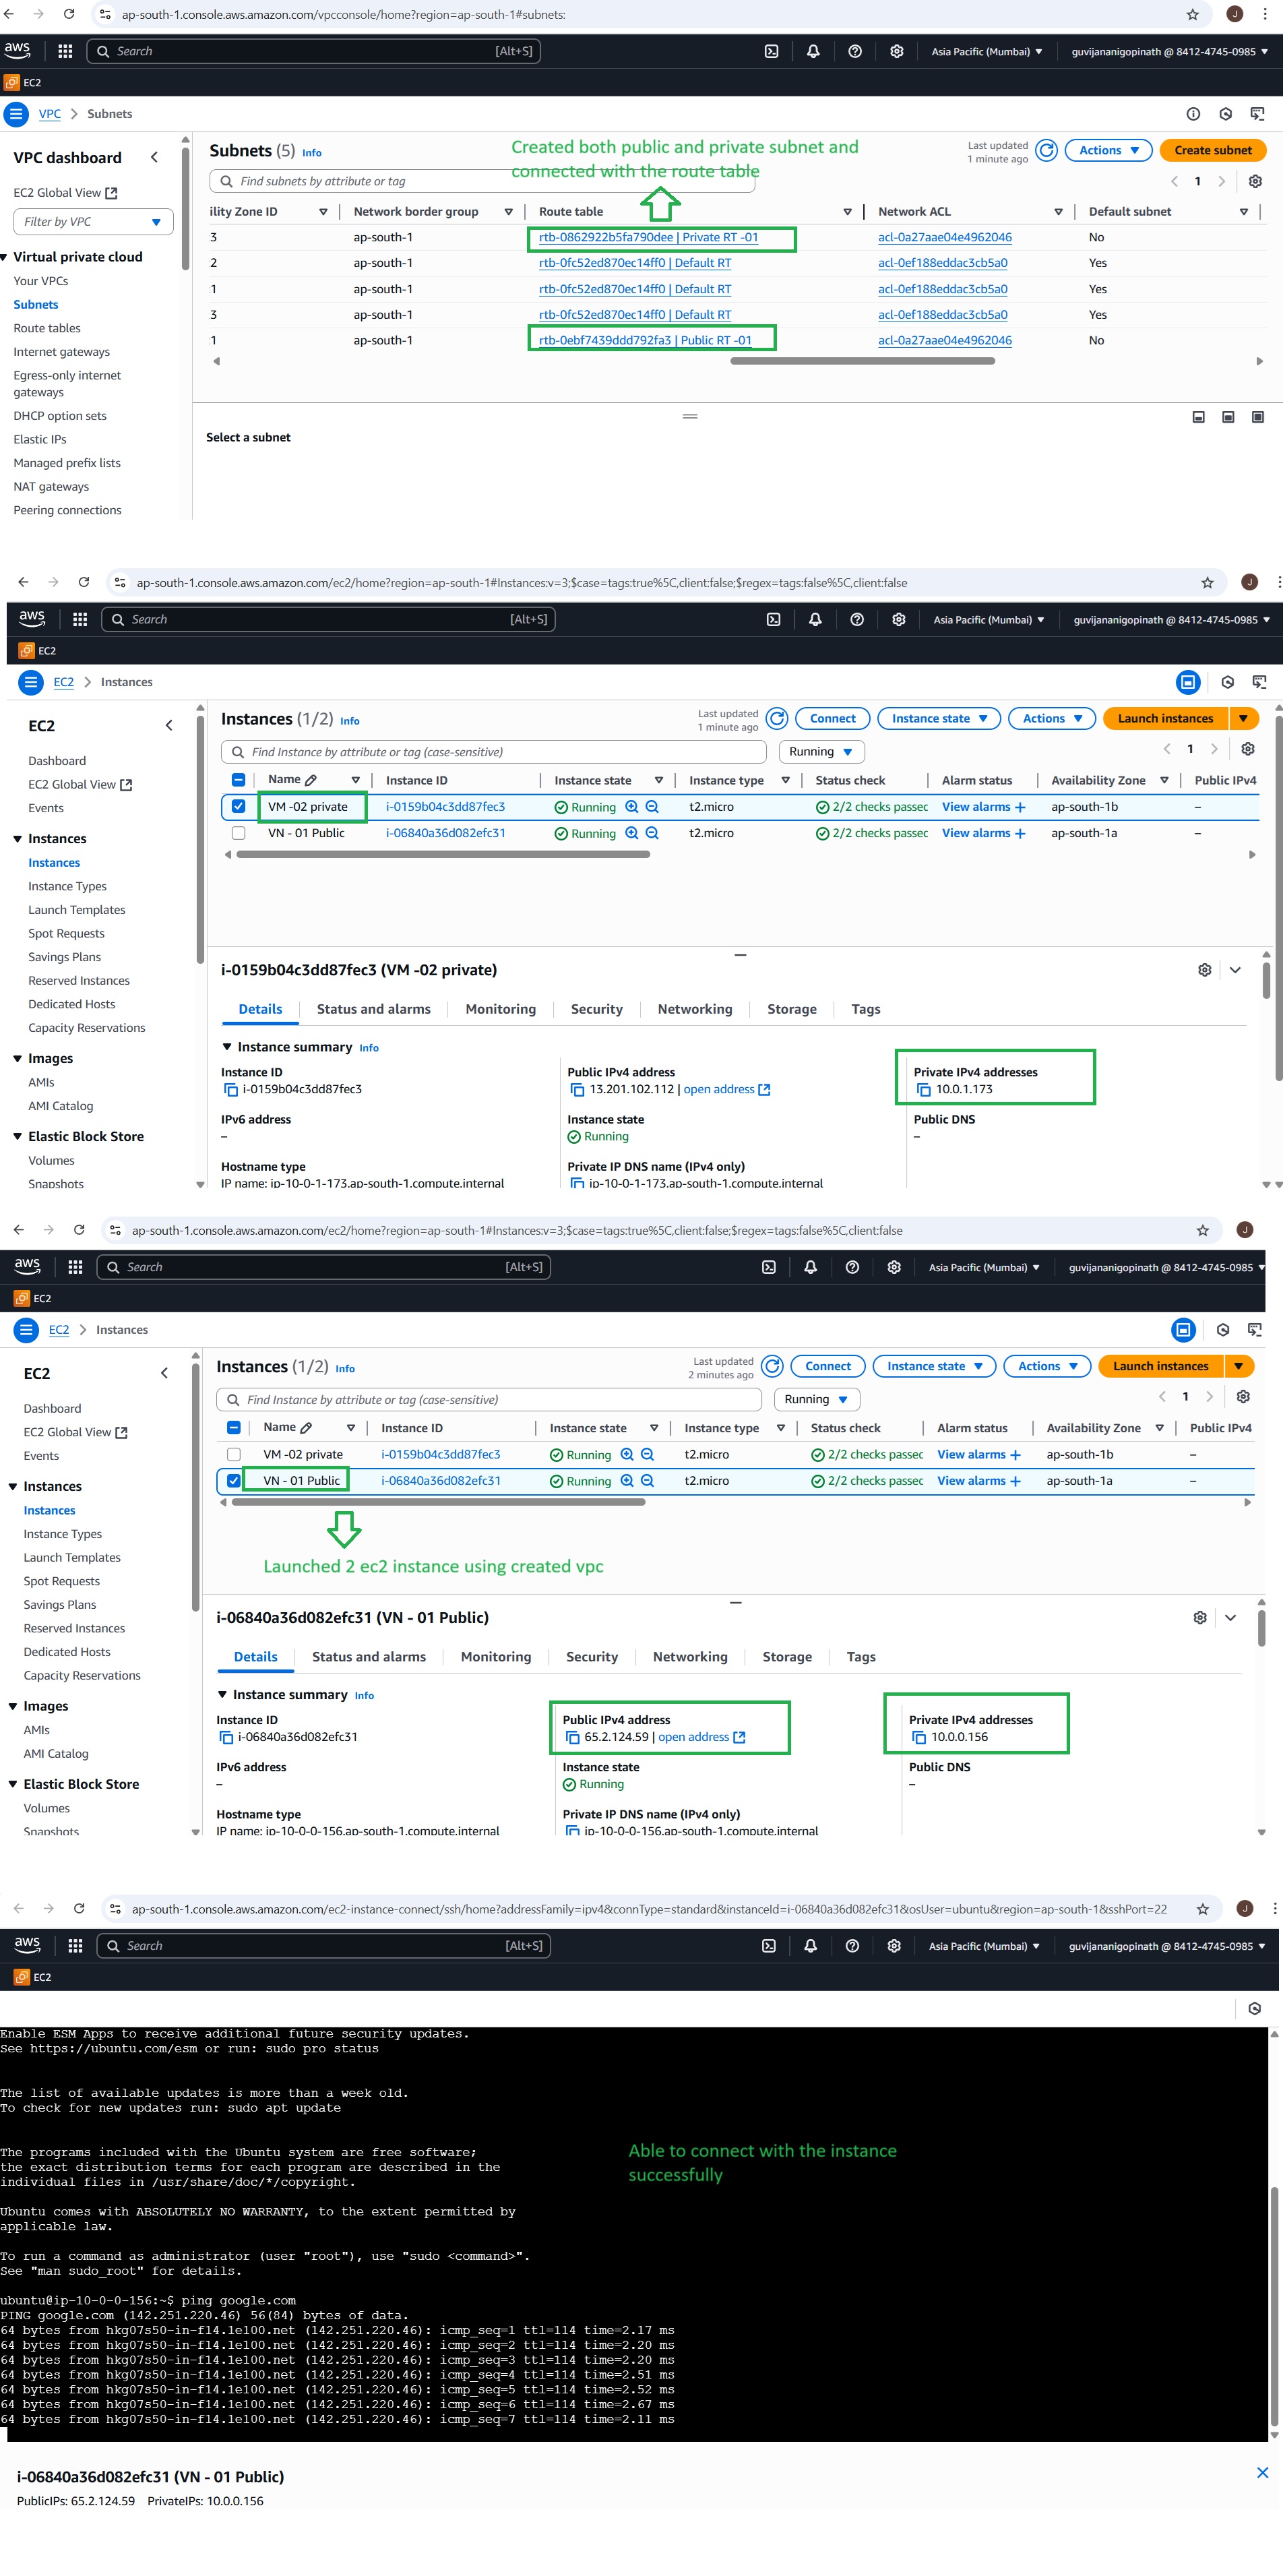 ap-south-1.console.aws.amazon.com/vpcconsole/home?region=ap-south-1#subnets:
J
aws
Search
[Alt+S]
Asia Pacific (Mumbai)
guvijananigopinath @ 8412-4745-0985
EC2
VPC
Subnets
VPC dashboard
EC2 Global View
Filter by VPC
Virtual private cloud
Your VPCs
Subnets
Route tables
Internet gateways
Egress-only internet
gateways
DHCP option sets
Elastic IPs
Managed prefix lists
NAT gateways
Peering connections
Subnets (5) Info
Created both public and private subnet and
connected with the route table
Last updated
1 minute ago
Actions
Create subnet
Find subnets by attribute or tag
1
ility Zone ID Network border group Route table Network ACL Default subnet
3 ap-south-1 rtb-0862922b5fa790dee | Private RT -01 acl-0a27aae04e4962046 No
2 ap-south-1 rtb-0fc52ed870ec14ff0 | Default RT acl-0ef188eddac3cb5a0 Yes
1 ap-south-1 rtb-0fc52ed870ec14ff0 | Default RT acl-0ef188eddac3cb5a0 Yes
3 ap-south-1 rtb-0fc52ed870ec14ff0 | Default RT acl-0ef188eddac3cb5a0 Yes
1 ap-south-1 rtb-0ebf7439ddd792fa3 | Public RT -01 acl-0a27aae04e4962046 No
Select a subnet
ap-south-1.console.aws.amazon.com/ec2/home?region=ap-south-1#Instances:v=3;$case=tags:true%5C,client:false;$regex=tags:false%5C,client:false
J
aws
Search
[Alt+S]
Asia Pacific (Mumbai)
guvijananigopinath @ 8412-4745-0985
EC2
EC2
Instances
EC2
Dashboard
EC2 Global View
Events
Instances
Instances
Instance Types
Launch Templates
Spot Requests
Savings Plans
Reserved Instances
Dedicated Hosts
Capacity Reservations
Images
AMIs
AMI Catalog
Elastic Block Store
Volumes
Snapshots
Instances (1/2) Info
Last updated
1 minute ago
Connect
Instance state
Actions
Launch instances
Find Instance by attribute or tag (case-sensitive)
Running
1
Name Instance ID Instance state Instance type Status check Alarm status Availability Zone Public IPv4
VM -02 private i-0159b04c3dd87fec3 Running t2.micro 2/2 checks passec View alarms + ap-south-1b –
VN - 01 Public i-06840a36d082efc31 Running t2.micro 2/2 checks passec View alarms + ap-south-1a –
i-0159b04c3dd87fec3 (VM -02 private)
Details Status and alarms Monitoring Security Networking Storage Tags
Instance summary Info
Instance ID Public IPv4 address Private IPv4 addresses
i-0159b04c3dd87fec3 13.201.102.112 | open address 10.0.1.173
IPv6 address Instance state Public DNS
– Running –
Hostname type Private IP DNS name (IPv4 only)
IP name: ip-10-0-1-173.ap-south-1.compute.internal ip-10-0-1-173.ap-south-1.compute.internal
ap-south-1.console.aws.amazon.com/ec2/home?region=ap-south-1#Instances:v=3;$case=tags:true%5C,client:false;$regex=tags:false%5C,client:false
J
aws
Search
[Alt+S]
Asia Pacific (Mumbai)
guvijananigopinath @ 8412-4745-0985
EC2
EC2
Instances
EC2
Dashboard
EC2 Global View
Events
Instances
Instances
Instance Types
Launch Templates
Spot Requests
Savings Plans
Reserved Instances
Dedicated Hosts
Capacity Reservations
Images
AMIs
AMI Catalog
Elastic Block Store
Volumes
Snapshots
Instances (1/2) Info
Last updated
2 minutes ago
Connect
Instance state
Actions
Launch instances
Find Instance by attribute or tag (case-sensitive)
Running
1
Name Instance ID Instance state Instance type Status check Alarm status Availability Zone Public IPv4
VM -02 private i-0159b04c3dd87fec3 Running t2.micro 2/2 checks passec View alarms + ap-south-1b –
VN - 01 Public i-06840a36d082efc31 Running t2.micro 2/2 checks passec View alarms + ap-south-1a –
Launched 2 ec2 instance using created vpc
i-06840a36d082efc31 (VN - 01 Public)
Details Status and alarms Monitoring Security Networking Storage Tags
Instance summary Info
Instance ID Public IPv4 address Private IPv4 addresses
i-06840a36d082efc31 65.2.124.59 | open address 10.0.0.156
IPv6 address Instance state Public DNS
– Running –
Hostname type Private IP DNS name (IPv4 only)
IP name: ip-10-0-0-156.ap-south-1.compute.internal ip-10-0-0-156.ap-south-1.compute.internal
ap-south-1.console.aws.amazon.com/ec2-instance-connect/ssh/home?addressFamily=ipv4&connType=standard&instanceId=i-06840a36d082efc31&osUser=ubuntu&region=ap-south-1&sshPort=22
J
aws
Search
[Alt+S]
Asia Pacific (Mumbai)
guvijananigopinath @ 8412-4745-0985
EC2
Enable ESM Apps to receive additional future security updates.
See https://ubuntu.com/esm or run: sudo pro status
The list of available updates is more than a week old.
To check for new updates run: sudo apt update
The programs included with the Ubuntu system are free software;
the exact distribution terms for each program are described in the
individual files in /usr/share/doc/*/copyright.
Able to connect with the instance
successfully
Ubuntu comes with ABSOLUTELY NO WARRANTY, to the extent permitted by
applicable law.
To run a command as administrator (user "root"), use "sudo <command>".
See "man sudo_root" for details.
ubuntu@ip-10-0-0-156:~$ ping google.com
PING google.com (142.251.220.46) 56(84) bytes of data.
64 bytes from hkg07s50-in-f14.1e100.net (142.251.220.46): icmp_seq=1 ttl=114 time=2.17 ms
64 bytes from hkg07s50-in-f14.1e100.net (142.251.220.46): icmp_seq=2 ttl=114 time=2.20 ms
64 bytes from hkg07s50-in-f14.1e100.net (142.251.220.46): icmp_seq=3 ttl=114 time=2.20 ms
64 bytes from hkg07s50-in-f14.1e100.net (142.251.220.46): icmp_seq=4 ttl=114 time=2.51 ms
64 bytes from hkg07s50-in-f14.1e100.net (142.251.220.46): icmp_seq=5 ttl=114 time=2.52 ms
64 bytes from hkg07s50-in-f14.1e100.net (142.251.220.46): icmp_seq=6 ttl=114 time=2.67 ms
64 bytes from hkg07s50-in-f14.1e100.net (142.251.220.46): icmp_seq=7 ttl=114 time=2.11 ms
i-06840a36d082efc31 (VN - 01 Public)
PublicIPs: 65.2.124.59 PrivateIPs: 10.0.0.156